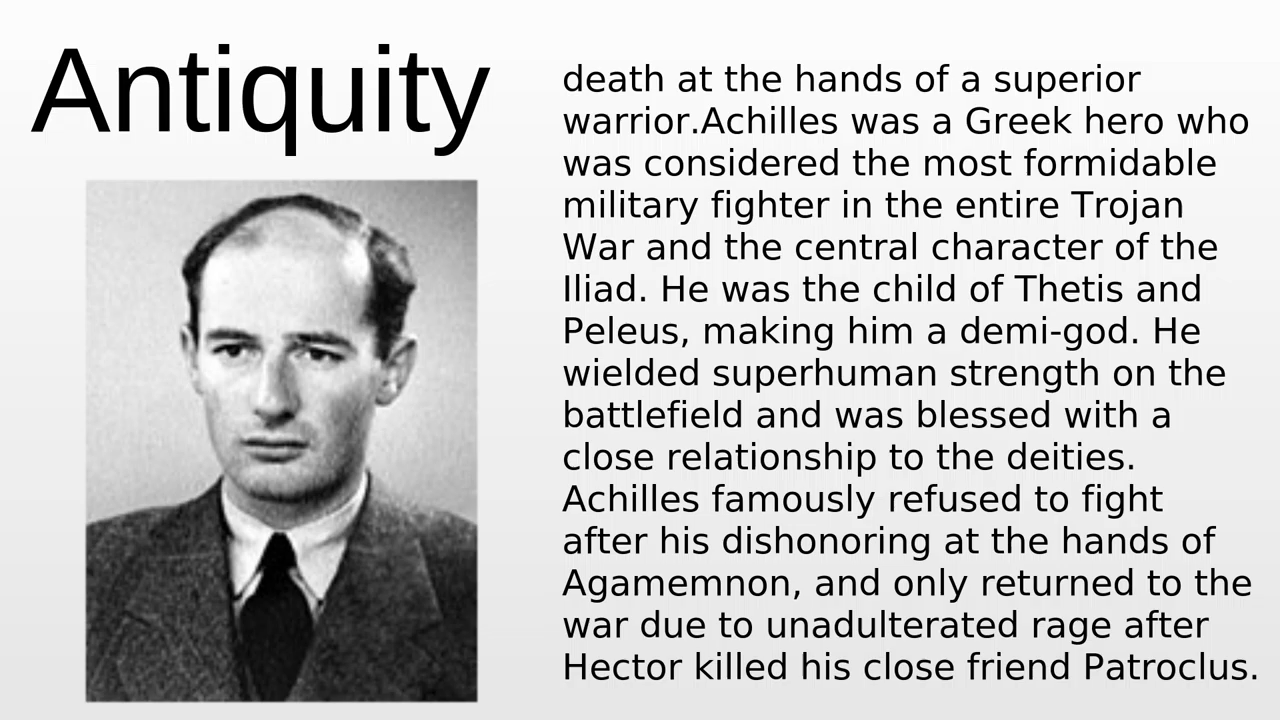 Antiquity
death at the hands of a superior
warrior.Achilles was a Greek hero who
was considered the most formidable
military fighter in the entire Trojan
War and the central character of the
Iliad. He was the child of Thetis and
Peleus, making him a demi-god. He
wielded superhuman strength on the
battlefield and was blessed with a
close relationship to the deities.
Achilles famously refused to fight
after his dishonoring at the hands of
Agamemnon, and only returned to the
war due to unadulterated rage after
Hector killed his close friend Patroclus.